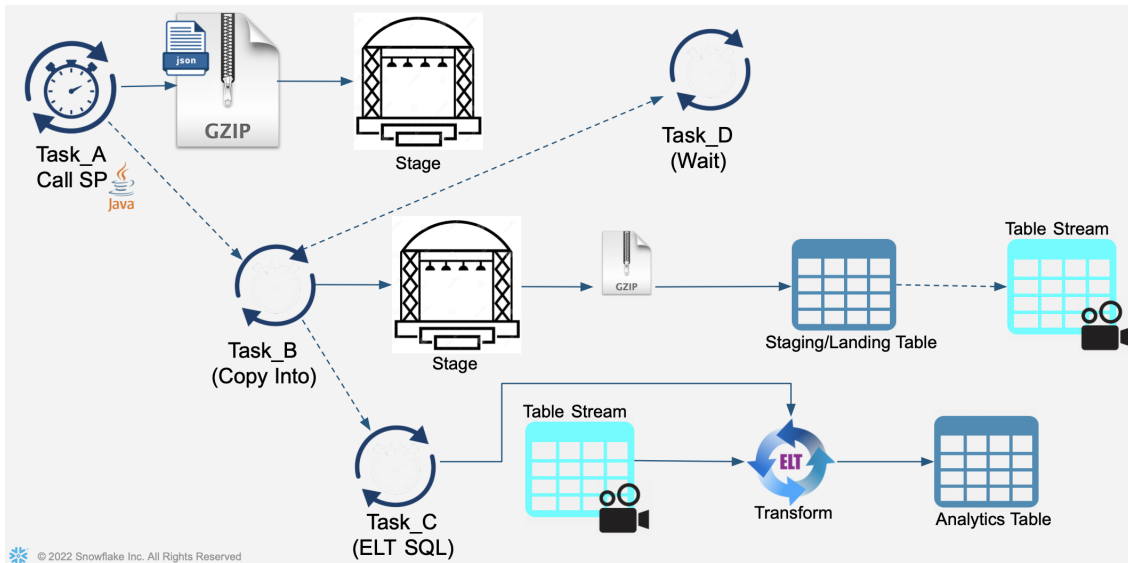 json
GZIP
Task_A
Call SP
Java
Stage
Task_D
(Wait)
Table Stream
GZIP
Task_B
(Copy Into)
Stage
Staging/Landing Table
Table Stream
ELT
Task_C
(ELT SQL)
Transform
Analytics Table
© 2022 Snowflake Inc. All Rights Reserved